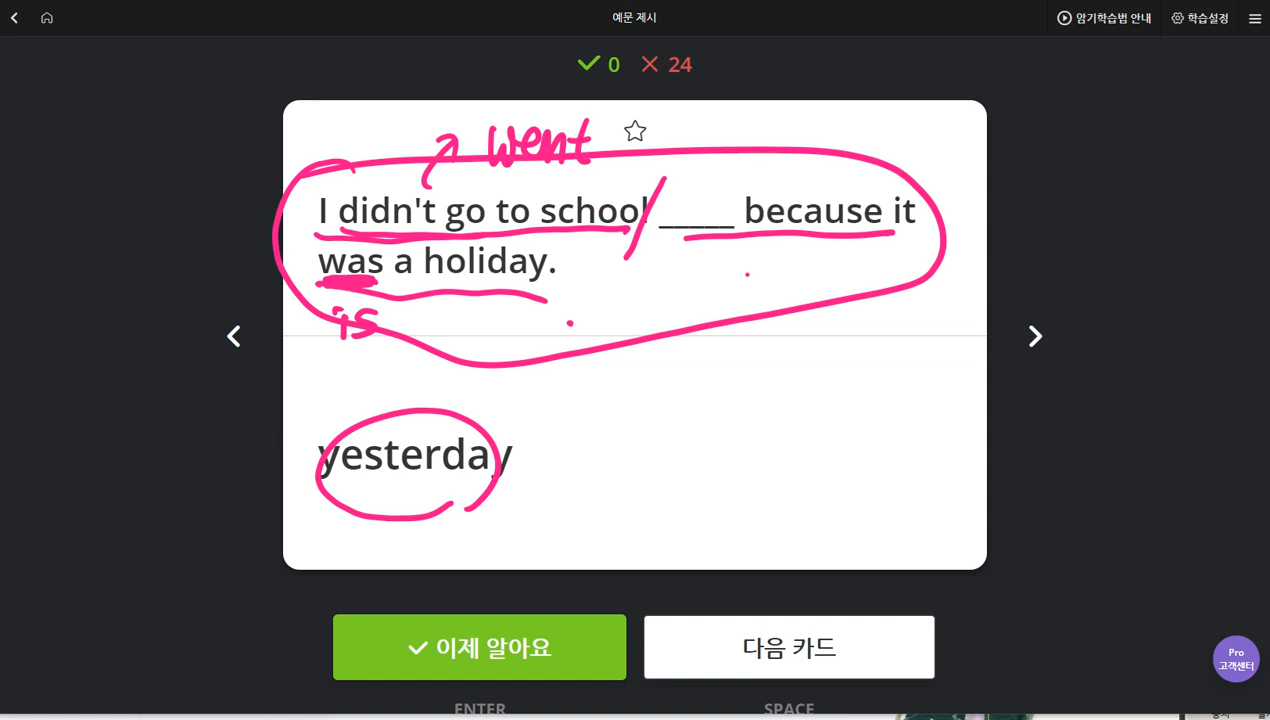 예문 제시
암기학습법 안내
학습설정
0
24
went
I didn't go to school _____ because it
was a holiday.
is
yesterday
이제 알아요
다음 카드
Pro
고객센터
ENTER
SPACE